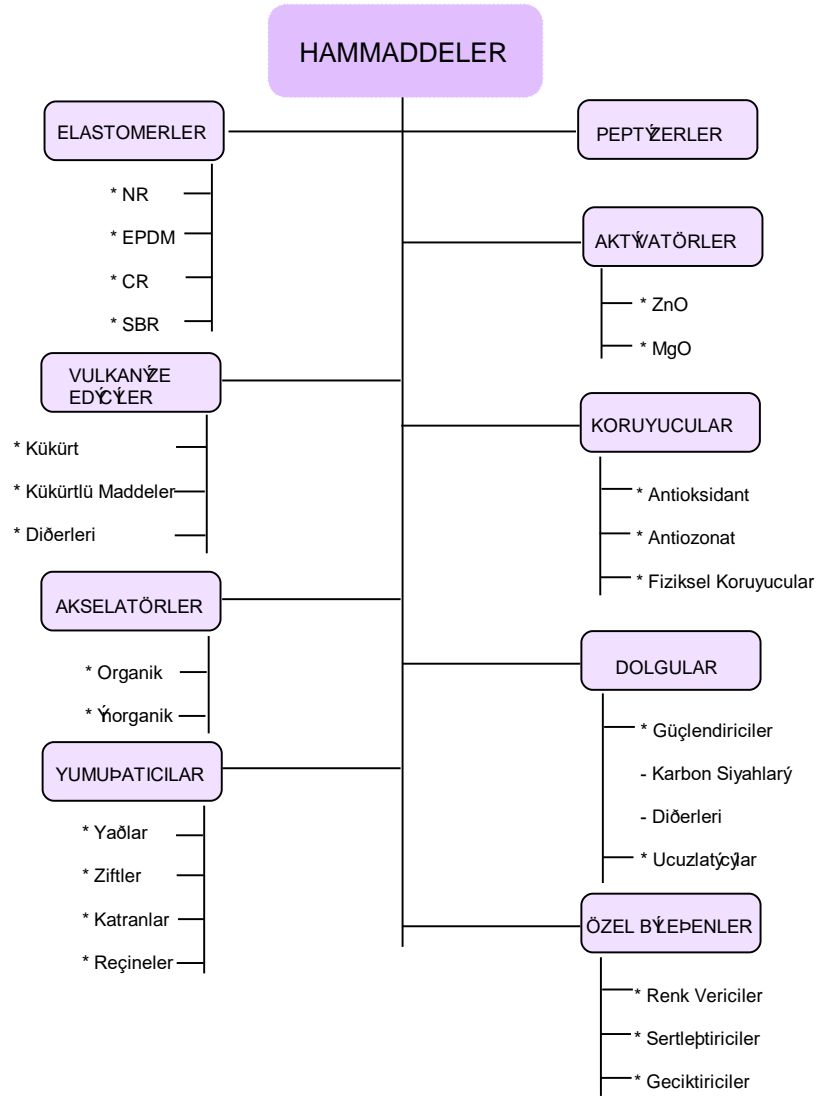 HAMMADDELER
ELASTOMERLER
* NR
* EPDM
* CR
* SBR
VULKANÝZE
EDÝCÝLER
* Kükürt
* Kükürtlü Maddeler
* Diðerleri
AKSELATÖRLER
* Organik
* Ýnorganik
YUMUÞATICILAR
* Yaðlar
* Ziftler
* Katranlar
* Reçineler
PEPTÝZERLER
AKTÝVATÖRLER
* ZnO
* MgO
KORUYUCULAR
* Antioksidant
* Antiozonat
* Fiziksel Koruyucular
DOLGULAR
* Güçlendiriciler
- Karbon Siyahlarý
- Diðerleri
* Ucuzlatýcýlar
ÖZEL BÝLEÞENLER
* Renk Vericiler
* Sertleþtiriciler
* Geciktiriciler